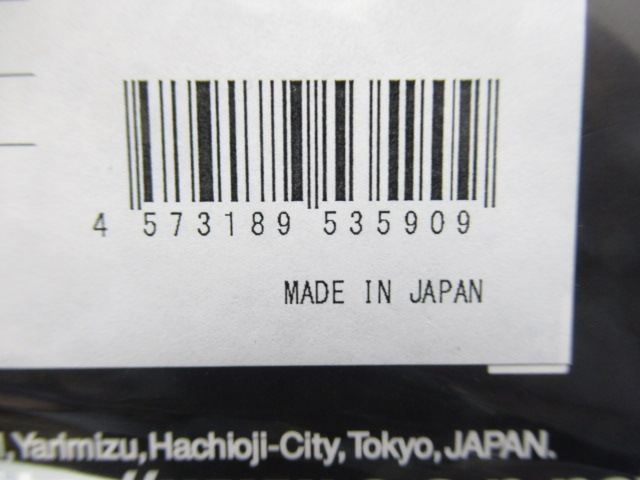 4 573189 535909
MADE IN JAPAN
,Yarimizu,Hachioji-City,Tokyo,JAPAN.